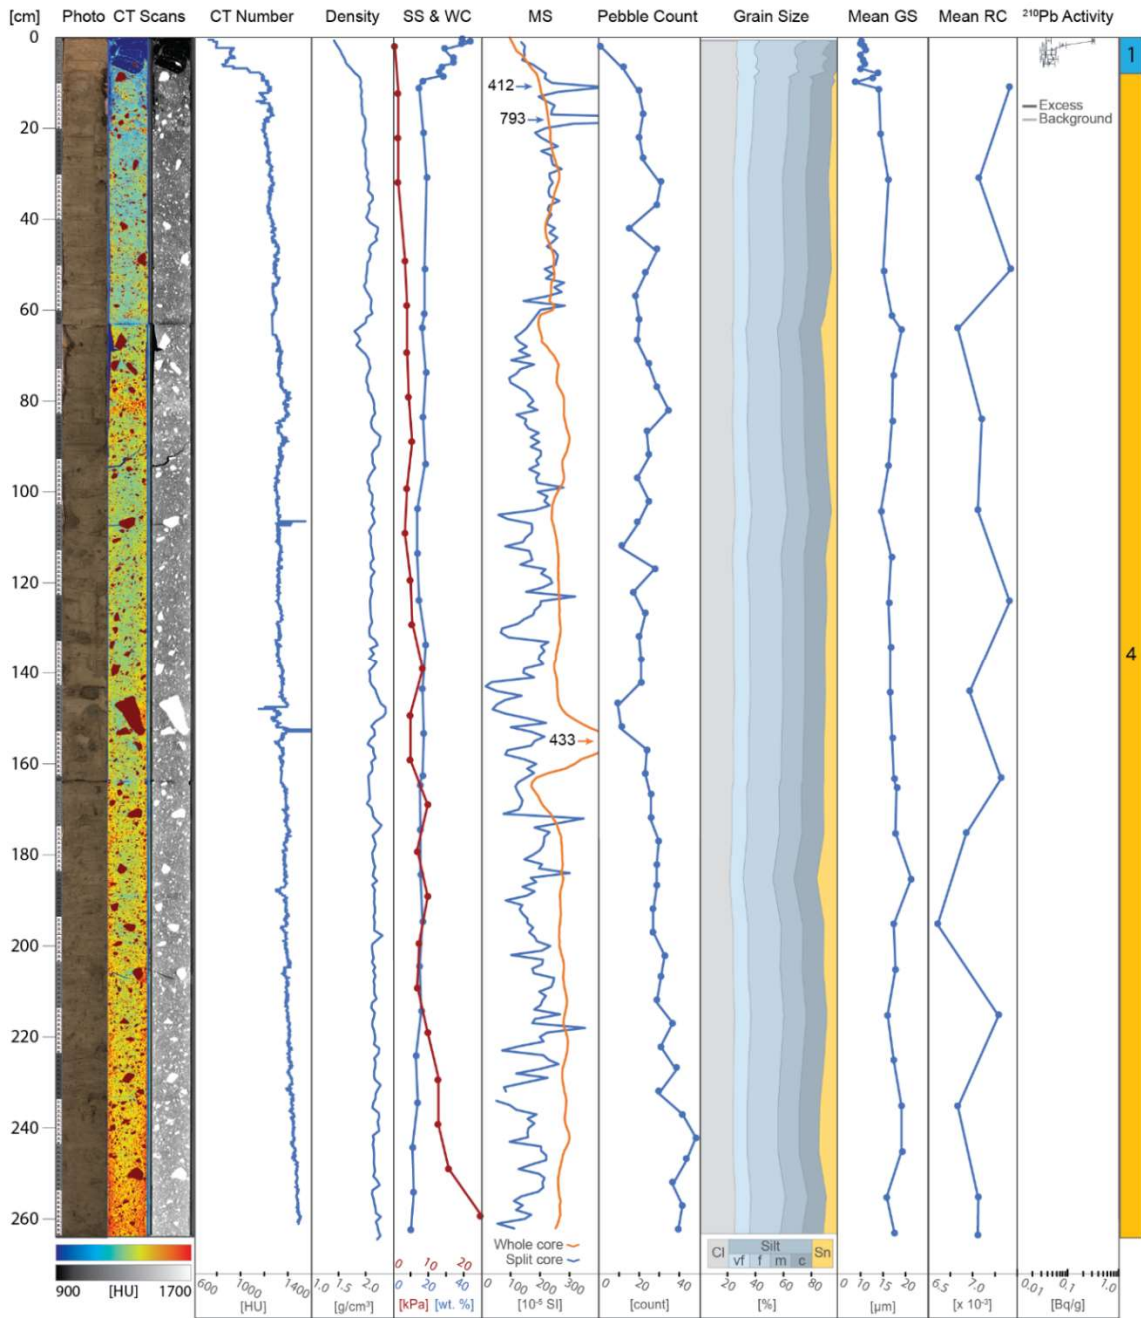 [cm] Photo CT Scans CT Number Density SS & WC MS Pebble Count Grain Size Mean GS Mean RC ²¹⁰Pb Activity
0
20
40
60
80
100
120
140
160
180
200
220
240
260
412
793
433
Excess
Background
1
4
Whole core
Split core
Cl Silt Sn
vf f m c
900 [HU] 1700
600 1000 1400
[HU]
1.0 1.5 2.0
[g/cm³]
0 10 20
0 20 40
[kPa] [wt. %]
0 100 200 300
[10⁻⁵ SI]
0 20 40
[count]
20 40 60 80
[%]
0 10 20
[µm]
6.5 7.0
[x 10⁻³]
0.01 0.1 1.0
[Bq/g]